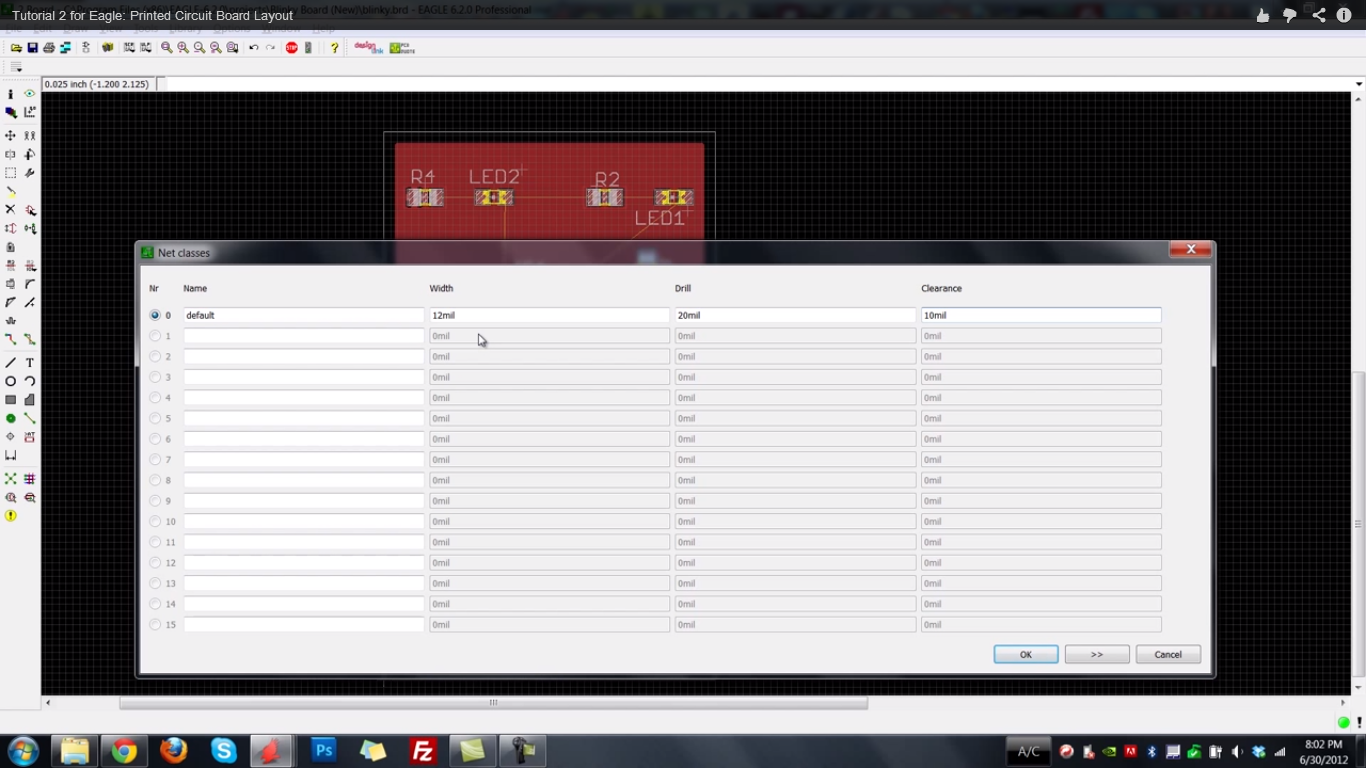 Tutorial 2 for Eagle: Printed Circuit Board Layout
EAGLE 6.2.0 Professional
0.025 inch (-1.200 2.125)
R4
LED2
R2
LED1
Net classes
Nr Name Width Drill Clearance
0 default 12mil 20mil 10mil
1 0mil 0mil 0mil
2 0mil 0mil 0mil
3 0mil 0mil 0mil
4 0mil 0mil 0mil
5 0mil 0mil 0mil
6 0mil 0mil 0mil
7 0mil 0mil 0mil
8 0mil 0mil 0mil
9 0mil 0mil 0mil
10 0mil 0mil 0mil
11 0mil 0mil 0mil
12 0mil 0mil 0mil
13 0mil 0mil 0mil
14 0mil 0mil 0mil
15 0mil 0mil 0mil
OK >> Cancel
Ps
Fz
A/C
8:02 PM
6/30/2012